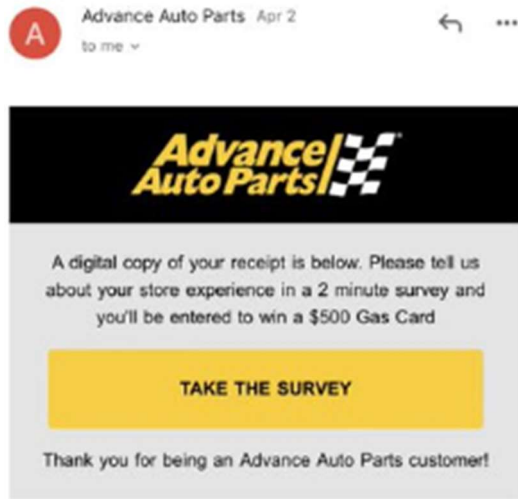 A
Advance Auto Parts Apr 2
to me
Advance
Auto Parts
A digital copy of your receipt is below. Please tell us
about your store experience in a 2 minute survey and
you'll be entered to win a $500 Gas Card
TAKE THE SURVEY
Thank you for being an Advance Auto Parts customer!